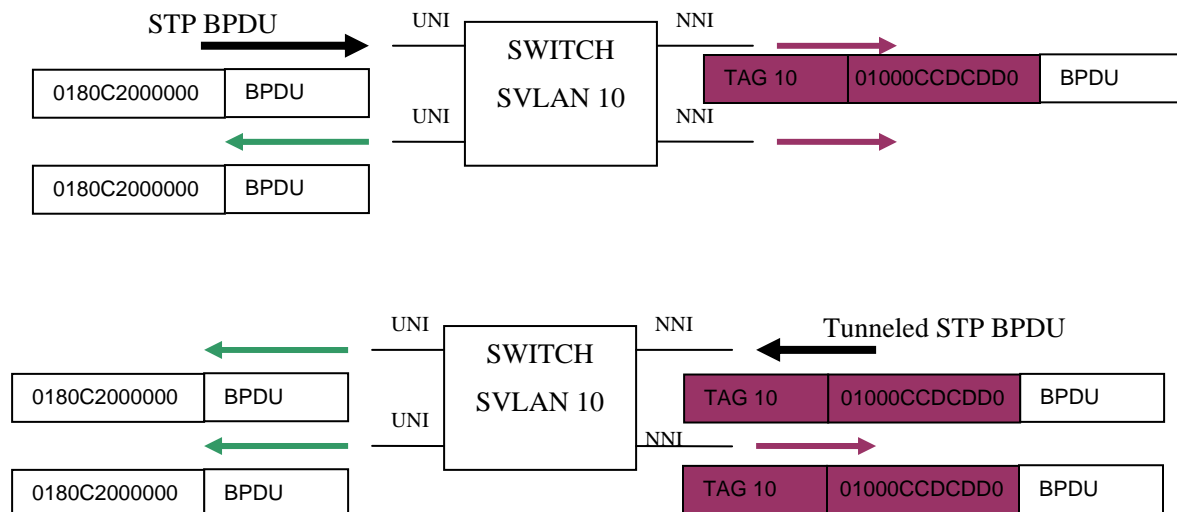 STP BPDU
UNI
NNI
SWITCH
SVLAN 10
0180C2000000 BPDU
TAG 10 01000CCDCDD0 BPDU
UNI
NNI
0180C2000000 BPDU
UNI
NNI
Tunneled STP BPDU
SWITCH
SVLAN 10
0180C2000000 BPDU
TAG 10 01000CCDCDD0 BPDU
UNI
NNI
0180C2000000 BPDU
TAG 10 01000CCDCDD0 BPDU